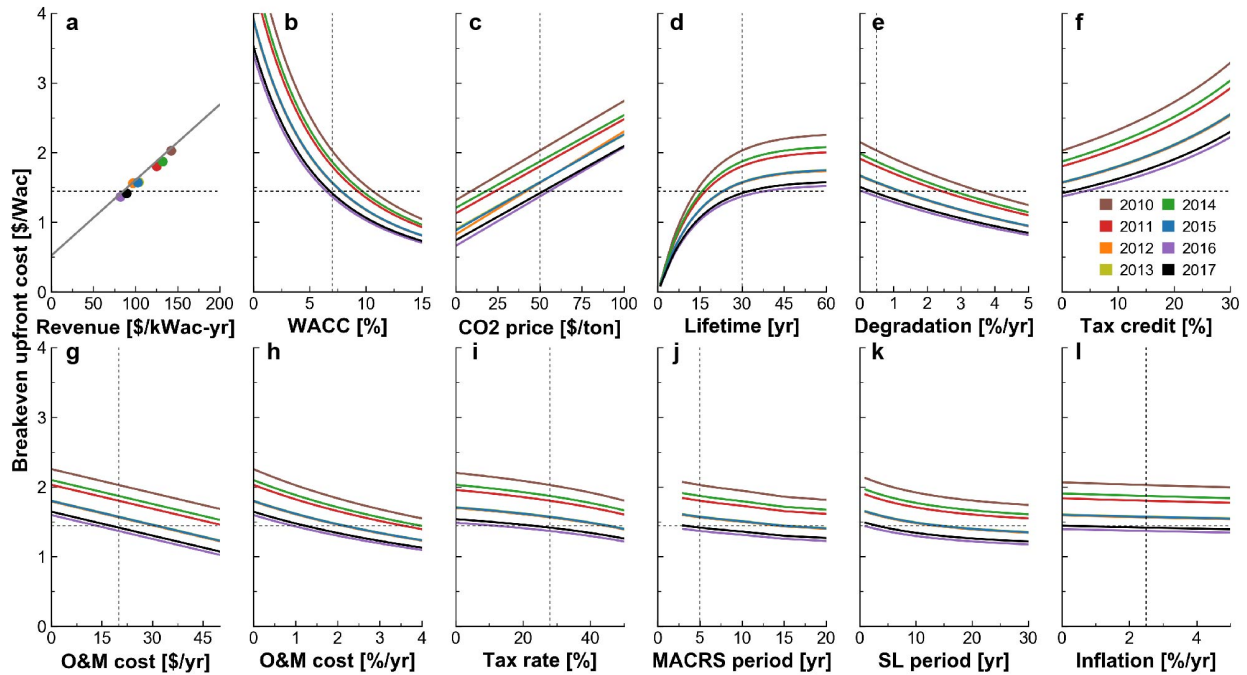 a b c d e f
4
3
2
1
0
Breakeven upfront cost [$/Wac]
0 50 100 150 200
0 5 10 15
0 25 50 75 100
0 15 30 45 60
0 1 2 3 4 5
0 10 20 30
Revenue [$/kWac-yr] WACC [%] CO2 price [$/ton] Lifetime [yr] Degradation [%/yr] Tax credit [%]
2010 2014
2011 2015
2012 2016
2013 2017
g h i j k l
4
3
2
1
0
0 15 30 45
0 1 2 3 4
0 20 40
0 5 10 15 20
0 10 20 30
0 2 4
O&M cost [$/yr] O&M cost [%/yr] Tax rate [%] MACRS period [yr] SL period [yr] Inflation [%/yr]